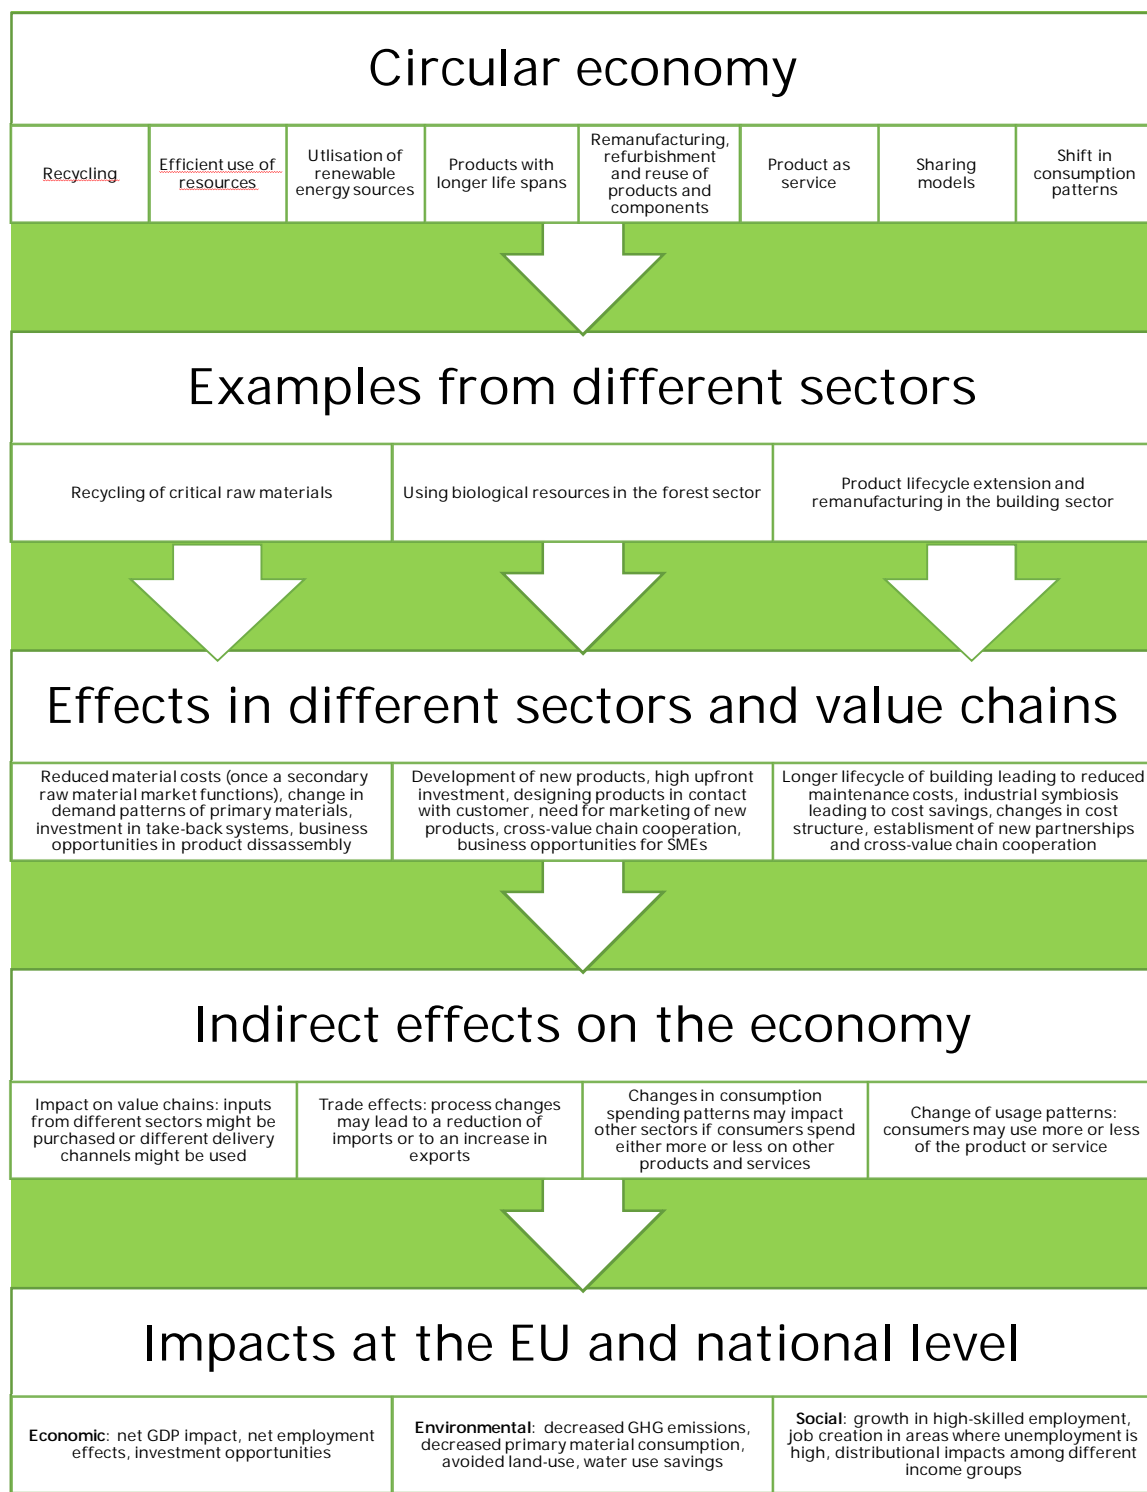 Circular economy
Recycling
Efficient use of
resources
Utlisation of
renewable
energy sources
Products with
longer life spans
Remanufacturing,
refurbishment
and reuse of
products and
components
Product as
service
Sharing
models
Shift in
consumption
patterns
Examples from different sectors
Recycling of critical raw materials
Using biological resources in the forest sector
Product lifecycle extension and
remanufacturing in the building sector
Effects in different sectors and value chains
Reduced material costs (once a secondary
raw material market functions), change in
demand patterns of primary materials,
investment in take-back systems, business
opportunities in product dissassembly
Development of new products, high upfront
investment, designing products in contact
with customer, need for marketing of new
products, cross-value chain cooperation,
business opportunities for SMEs
Longer lifecycle of building leading to reduced
maintenance costs, industrial symbiosis
leading to cost savings, changes in cost
structure, establisment of new partnerships
and cross-value chain cooperation
Indirect effects on the economy
Impact on value chains: inputs
from different sectors might be
purchased or different delivery
channels might be used
Trade effects: process changes
may lead to a reduction of
imports or to an increase in
exports
Changes in consumption
spending patterns may impact
other sectors if consumers spend
either more or less on other
products and services
Change of usage patterns:
consumers may use more or less
of the product or service
Impacts at the EU and national level
Economic: net GDP impact, net employment
effects, investment opportunities
Environmental: decreased GHG emissions,
decreased primary material consumption,
avoided land-use, water use savings
Social: growth in high-skilled employment,
job creation in areas where unemployment is
high, distributional impacts among different
income groups